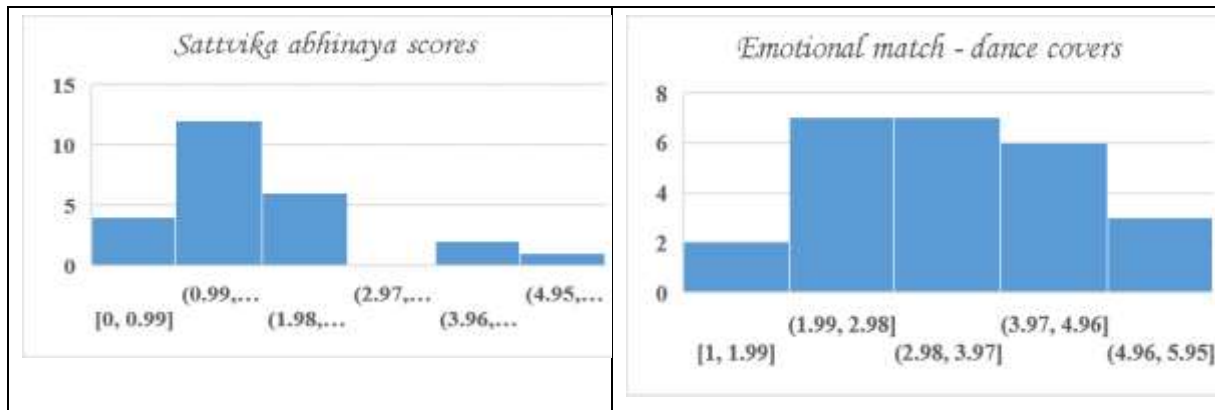 Sattvika abhinaya scores
15
10
5
0
(0.99,... (2.97,... (4.95,...
[0, 0.99] (1.98,... (3.96,...
Emotional match - dance covers
8
6
4
2
0
(1.99, 2.98] (3.97, 4.96]
[1, 1.99] (2.98, 3.97] (4.96, 5.95]